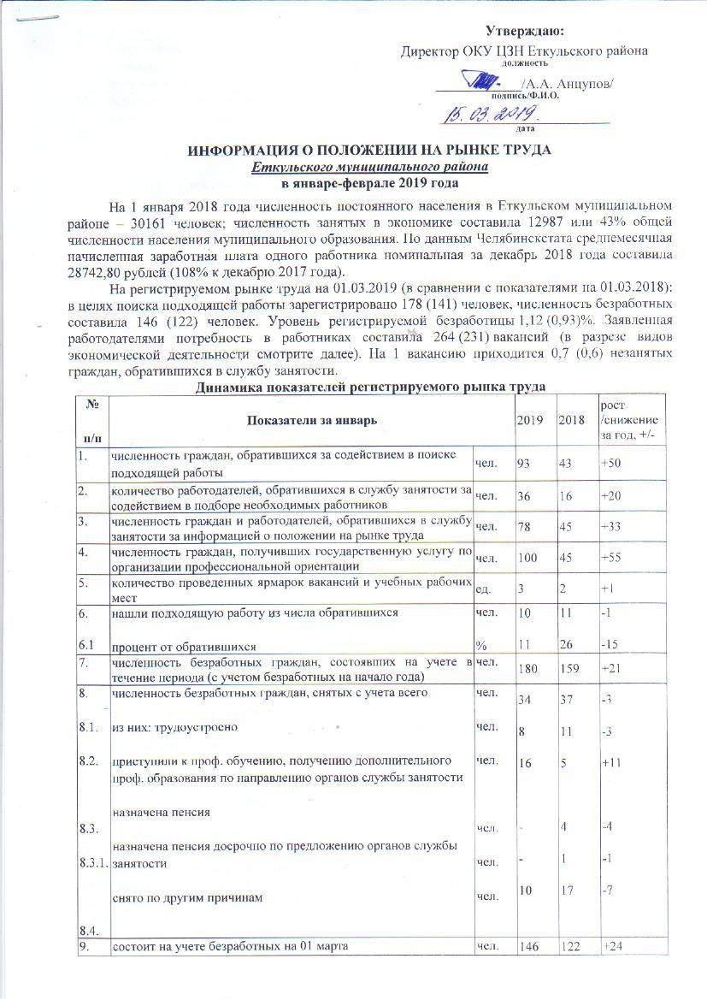 Утверждаю:
Директор ОКУ ЦЗН Еткульского района
должность
/А.А. Анцупов/
подпись/Ф.И.О.
15.03.2019.
дата
ИНФОРМАЦИЯ О ПОЛОЖЕНИИ НА РЫНКЕ ТРУДА
Еткульского муниципального района
в январе-феврале 2019 года
На 1 января 2018 года численность постоянного населения в Еткульском муниципальном
районе – 30161 человек; численность занятых в экономике составила 12987 или 43% общей
численности населения муниципального образования. По данным Челябинскстата среднемесячная
начисленная заработная плата одного работника номинальная за декабрь 2018 года составила
28742,80 рублей (108% к декабрю 2017 года).
На регистрируемом рынке труда на 01.03.2019 (в сравнении с показателями на 01.03.2018):
в целях поиска подходящей работы зарегистрировано 178 (141) человек, численность безработных
составила 146 (122) человек. Уровень регистрируемой безработицы 1,12 (0,93)%. Заявленная
работодателями потребность в работниках составила 264 (231) вакансий (в разрезе видов
экономической деятельности смотрите далее). На 1 вакансию приходится 0,7 (0,6) незанятых
граждан, обратившихся в службу занятости.
Динамика показателей регистрируемого рынка труда
№ п/п Показатели за январь 2019 2018 рост
/снижение
за год, +/-
1. численность граждан, обратившихся за содействием в поиске
подходящей работы чел. 93 43 +50
2. количество работодателей, обратившихся в службу занятости за
содействием в подборе необходимых работников чел. 36 16 +20
3. численность граждан и работодателей, обратившихся в службу
занятости за информацией о положении на рынке труда чел. 78 45 +33
4. численность граждан, получивших государственную услугу по
организации профессиональной ориентации чел. 100 45 +55
5. количество проведенных ярмарок вакансий и учебных рабочих
мест ед. 3 2 +1
6. нашли подходящую работу из числа обратившихся чел. 10 11 -1
6.1 процент от обратившихся % 11 26 -15
7. численность безработных граждан, состоявших на учете в
течение периода (с учетом безработных на начало года) чел. 180 159 +21
8. численность безработных граждан, снятых с учета всего чел. 34 37 -3
8.1. из них: трудоустроено чел. 8 11 -3
8.2. приступили к проф. обучению, получению дополнительного
проф. образования по направлению органов службы занятости чел. 16 5 +11
назначена пенсия
8.3. чел. - 4 -4
назначена пенсия досрочно по предложению органов службы
8.3.1. занятости чел. - 1 -1
снято по другим причинам чел. 10 17 -7
8.4.
9. состоит на учете безработных на 01 марта чел. 146 122 +24